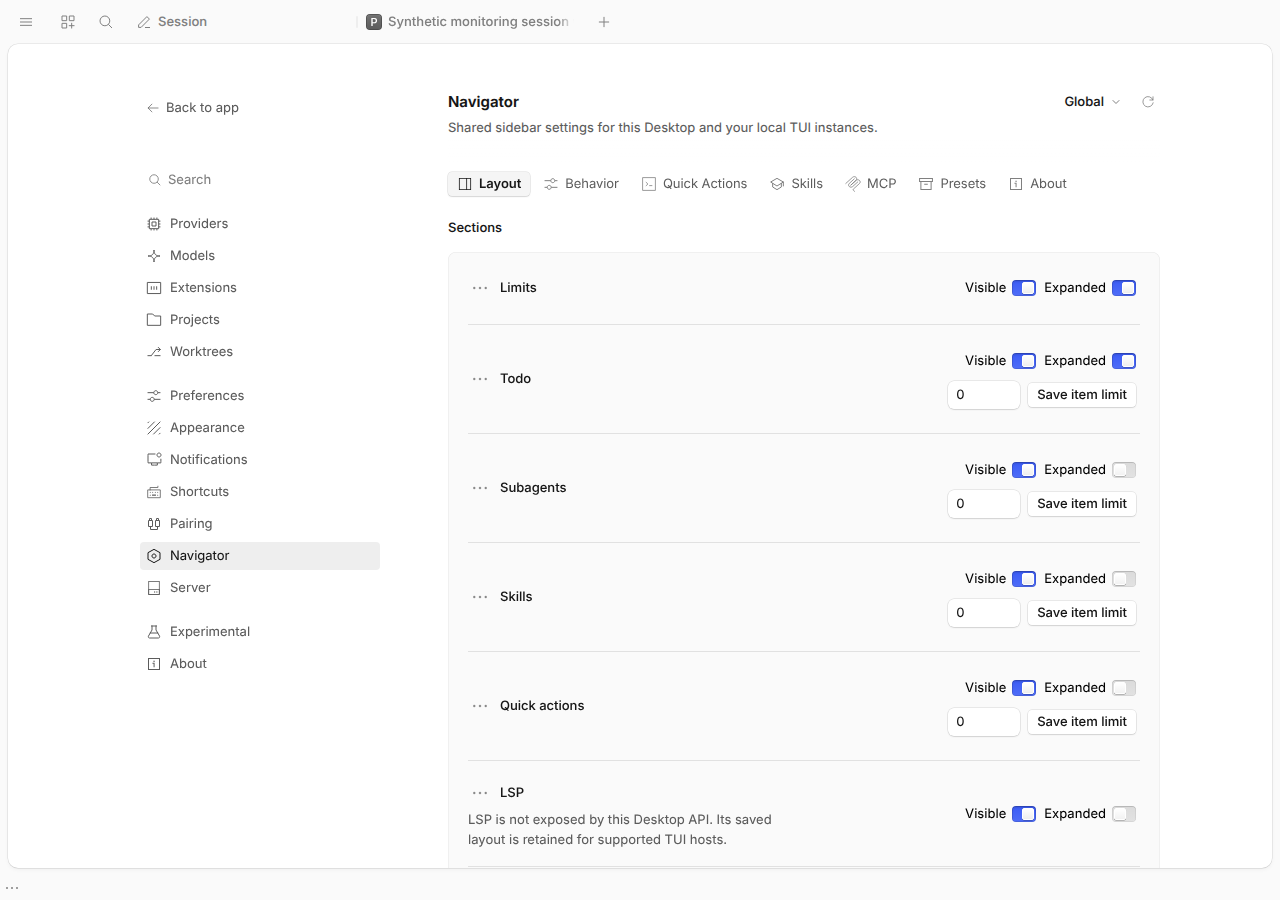 Session
P
Synthetic monitoring session
Back to app
Search
Providers
Models
Extensions
Projects
Worktrees
Preferences
Appearance
Notifications
Shortcuts
Pairing
Navigator
Server
Experimental
About
Navigator
Global
Shared sidebar settings for this Desktop and your local TUI instances.
Layout Behavior Quick Actions Skills MCP Presets About
Sections
Limits Visible Expanded
Visible Expanded
Todo
0 Save item limit
Visible Expanded
Subagents
0 Save item limit
Visible Expanded
Skills
0 Save item limit
Visible Expanded
Quick actions
0 Save item limit
LSP
Visible Expanded
LSP is not exposed by this Desktop API. Its saved
layout is retained for supported TUI hosts.